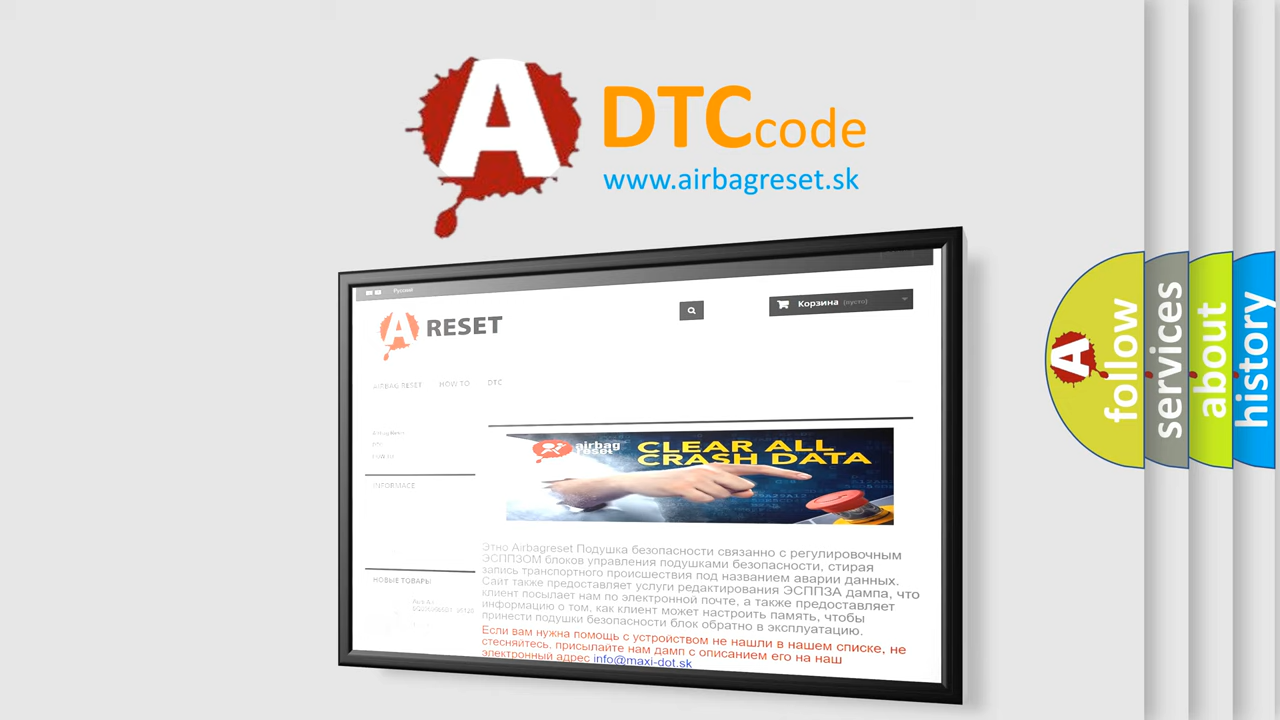 A DTCcode
www.airbagreset.sk
Русский
Корзина (пусто)
A RESET
AIRBAG RESET HOW TO DTC
INFORMACE
airbag
reset
CLEAR ALL
CRASH DATA
Этно Airbagreset Подушка безопасности связанно с регулировочным
ЭСППЗОМ блоков управления подушками безопасности, стирая
запись транспортного происшествия под названием аварии данных.
Сайт также предоставляет услуги редактирования ЭСППЗА дампа, что
клиент посылает нам по электронной почте, а также предоставляет
информацию о том, как клиент может настроить память, чтобы
принести подушки безопасности блок обратно в эксплуатацию.
Если вам нужна помощь с устройством не нашли в нашем списке, не
стесняйтесь, присылайте нам дамп с описанием его на наш
электронный адрес info@maxi-dot.sk
НОВЫЕ ТОВАРЫ
A
follow
services
about
history